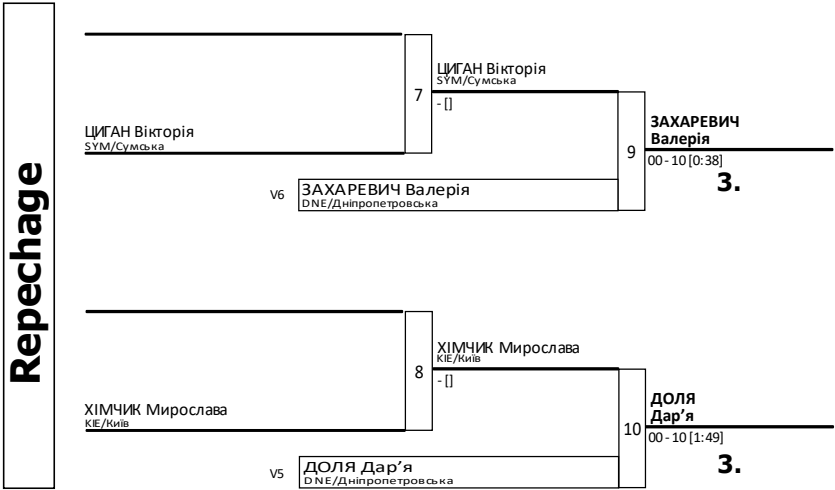 Repechage
ЦИГАН Вікторія
SYM/Сумська
7
ЦИГАН Вікторія
SYM/Сумська
- []
V6
ЗАХАРЕВИЧ Валерія
DNE/Дніпропетровська
9
ЗАХАРЕВИЧ
Валерія
00 - 10 [0:38]
3.
ХІМЧИК Мирослава
KIE/Київ
8
ХІМЧИК Мирослава
KIE/Київ
- []
V5
ДОЛЯ Дар’я
DNE/Дніпропетровська
10
ДОЛЯ
Дар’я
00 - 10 [1:49]
3.